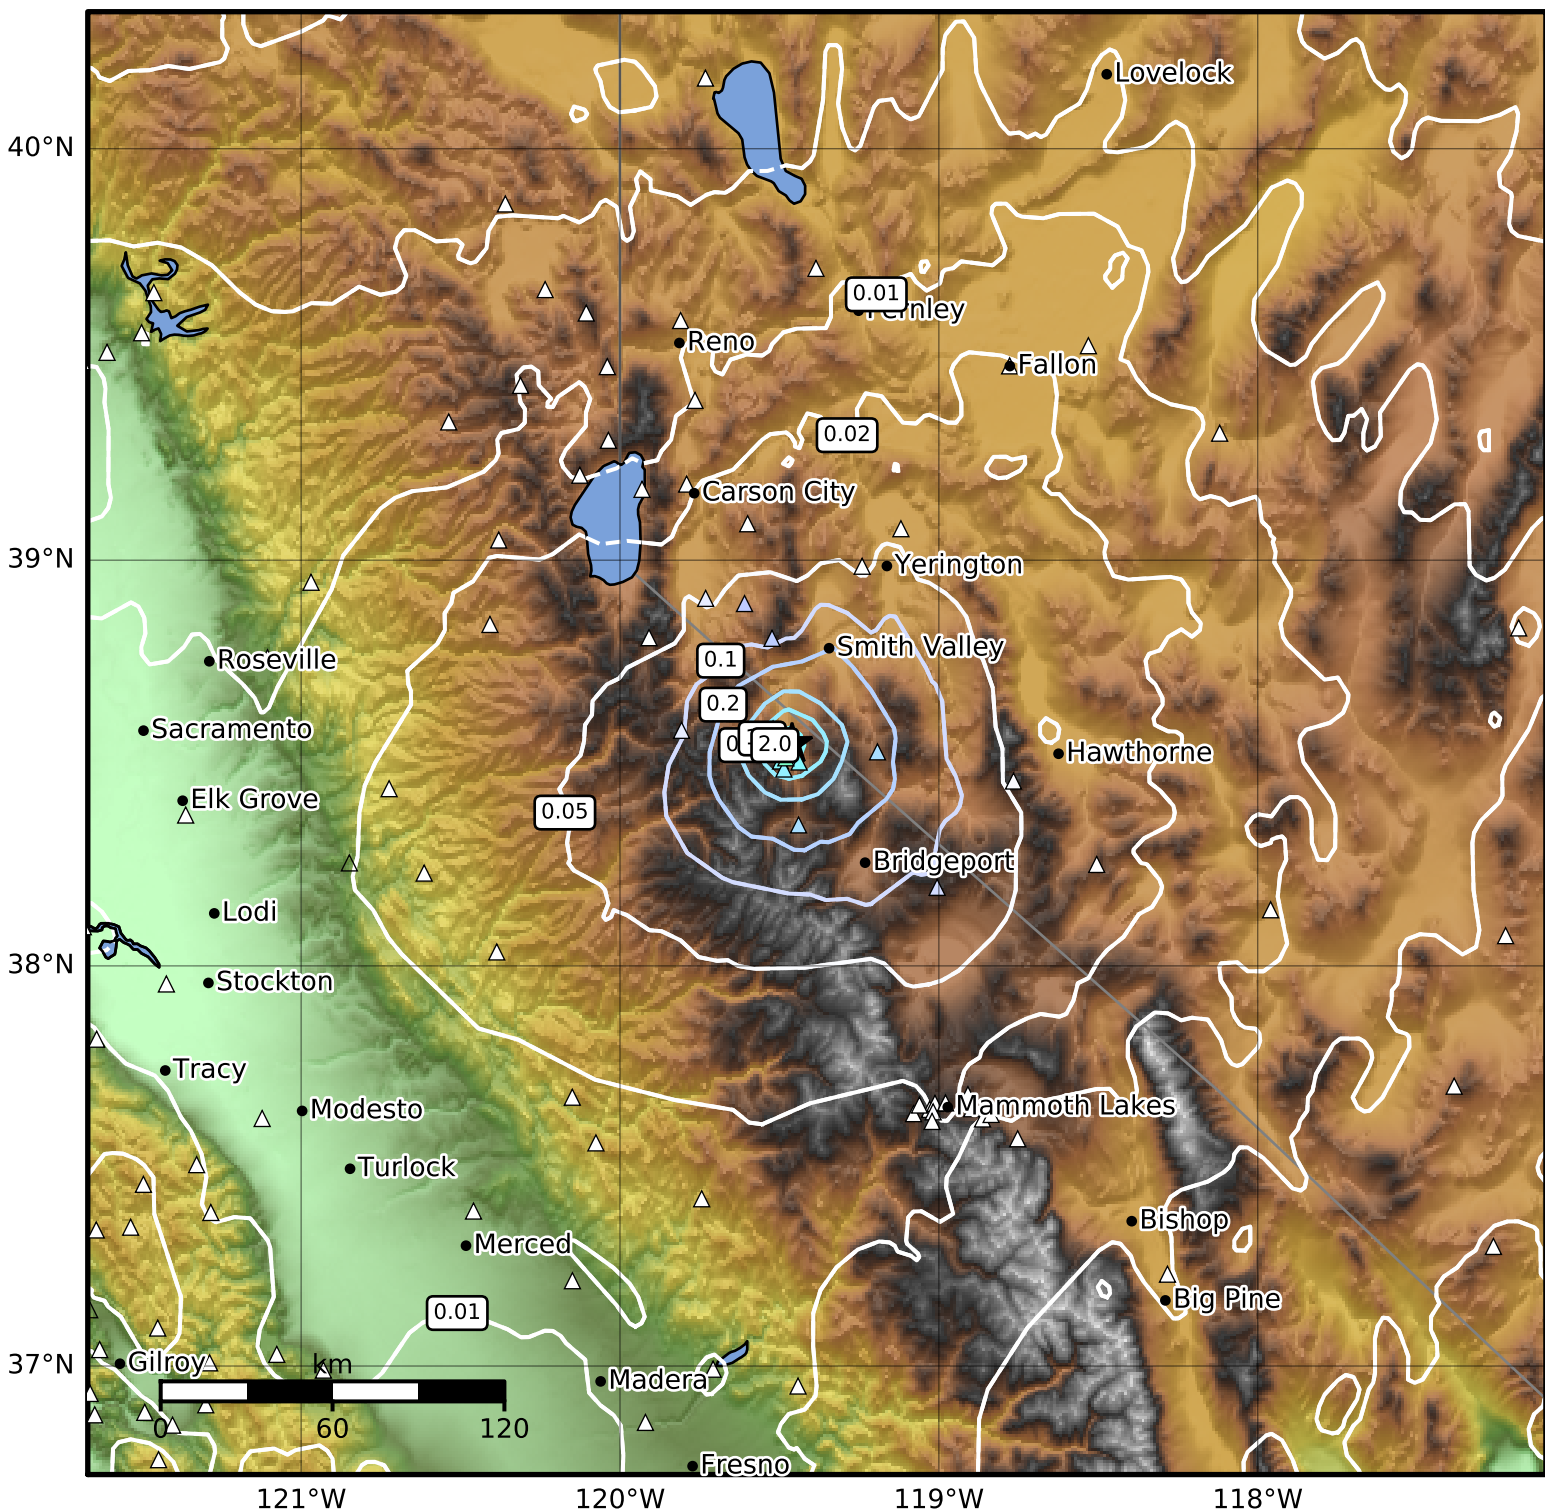 Lovelock
40°N
0.01
Reno
Fallon
0.02
Carson City
39°N
Yerington
Smith Valley
0.1
Roseville
0.2
Sacramento
2.0
Hawthorne
Elk Grove
0.05
Bridgeport
Lodi
38°N
Stockton
Tracy
Mammoth Lakes
Modesto
Turlock
Bishop
Merced
Big Pine
0.01
37°N
Gilroy
km
Madera
0 60 120
Fresno
121°W 120°W 119°W 118°W